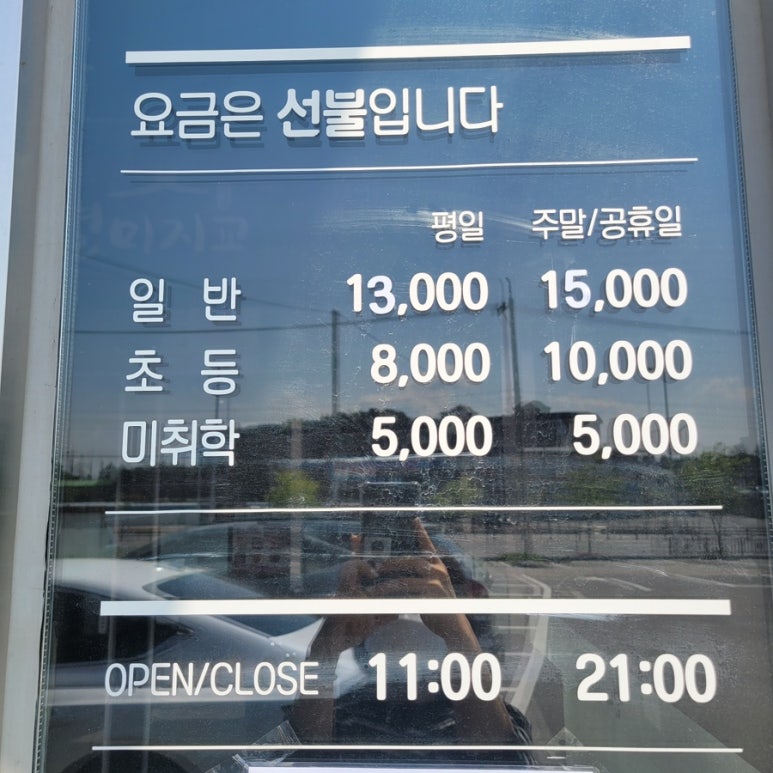 요금은 선불입니다
평일 주말/공휴일
일 반 13,000 15,000
초 등 8,000 10,000
미취학 5,000 5,000
OPEN/CLOSE 11:00 21:00